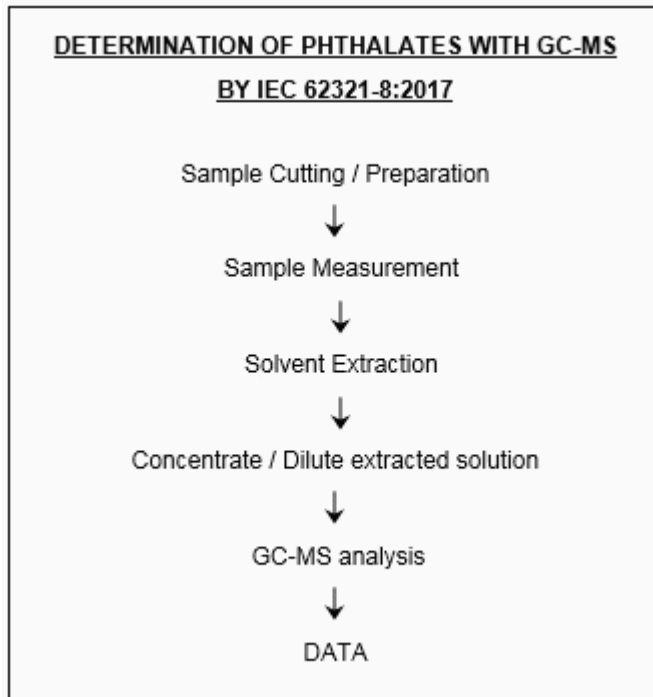 DETERMINATION OF PHTHALATES WITH GC-MS
BY IEC 62321-8:2017
Sample Cutting / Preparation
Sample Measurement
Solvent Extraction
Concentrate / Dilute extracted solution
GC-MS analysis
DATA